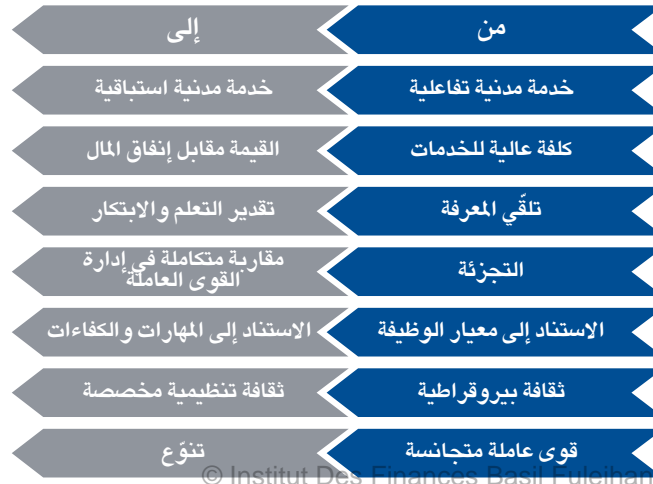 من
إلى
خدمة مدنية تفاعلية
خدمة مدنية استباقية
كلفة عالية للخدمات
القيمة مقابل إنفاق المال
تلقّي المعرفة
تقدير التعلم والابتكار
التجزئة
مقاربة متكاملة في إدارة
القوى العاملة
الاستناد إلى معيار الوظيفة
الاستناد إلى المهارات والكفاءات
ثقافة بيروقراطية
ثقافة تنظيمية مخصصة
قوى عاملة متجانسة
تنوّع
© Institut Des Finances Basil Fuleihan